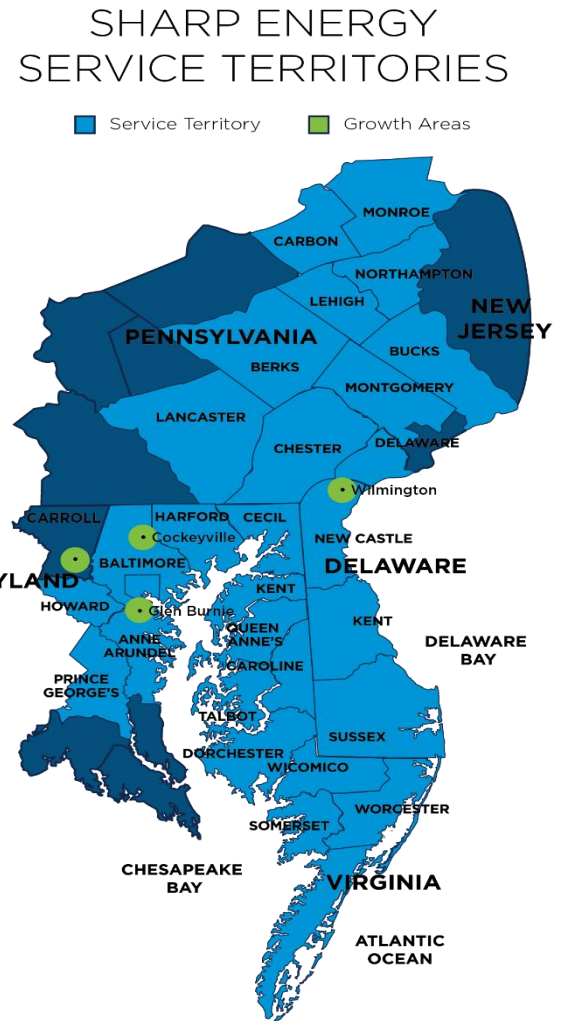 SHARP ENERGY
SERVICE TERRITORIES
Service Territory
Growth Areas
MONROE
CARBON
NORTHAMPTON
LEHIGH
NEW
JERSEY
PENNSYLVANIA
BUCKS
BERKS
MONTGOMERY
LANCASTER
CHESTER
DELAWARE
Wilmington
CARROLL
HARFORD
CECIL
Cockeyville
NEW CASTLE
BALTIMORE
DELAWARE
YLAND
KENT
HOWARD
Glen Burnie
KENT
QUEEN
ANNE'S
ANNE
ARUNDEL
DELAWARE
BAY
CAROLINE
PRINCE
GEORGE'S
TALBOT
SUSSEX
DORCHESTER
WICOMICO
WORCESTER
SOMERSET
CHESAPEAKE
BAY
VIRGINIA
ATLANTIC
OCEAN